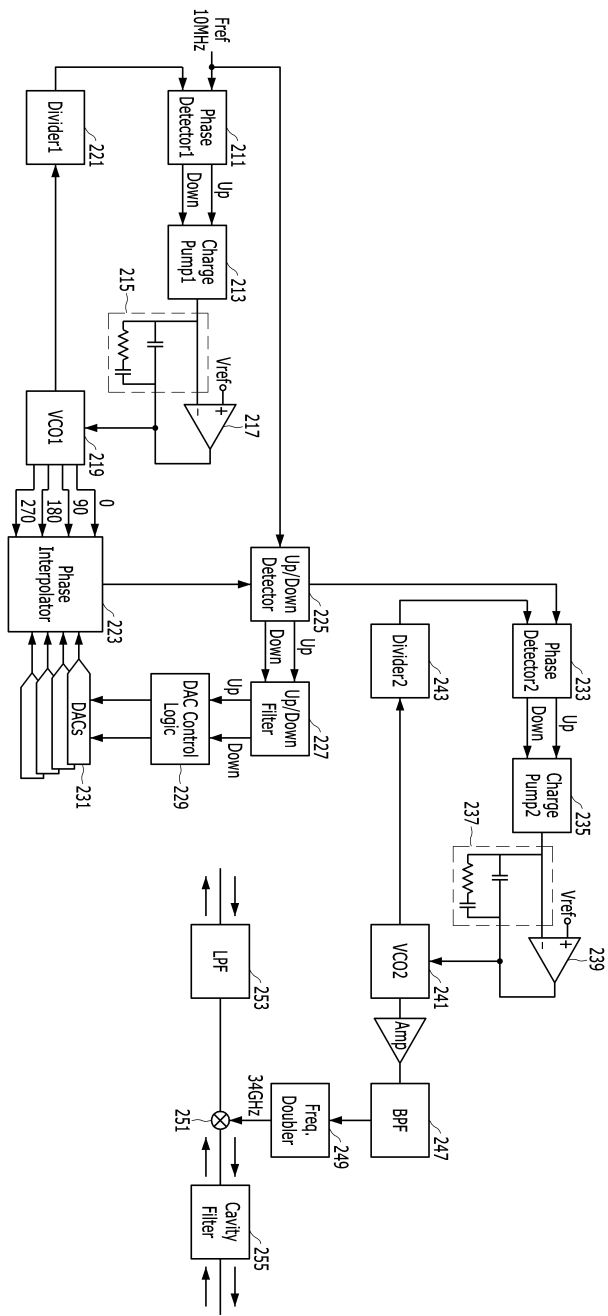 Fref
10MHz
Phase
Detector1
211
Up
Down
Charge
Pump1
213
215
Vref
+
-
217
Divider1
221
VCO1
219
0
90
180
270
Phase
Interpolator
223
Up/Down
Detector
225
Up
Down
Up/Down
Filter
227
Up
Down
DAC Control
Logic
229
DACs
231
Phase
Detector2
233
Up
Down
Charge
Pump2
235
237
Vref
+
-
239
Divider2
243
VCO2
241
Amp
BPF
247
Freq.
Doubler
249
34GHz
251
LPF
253
Cavity
Filter
255